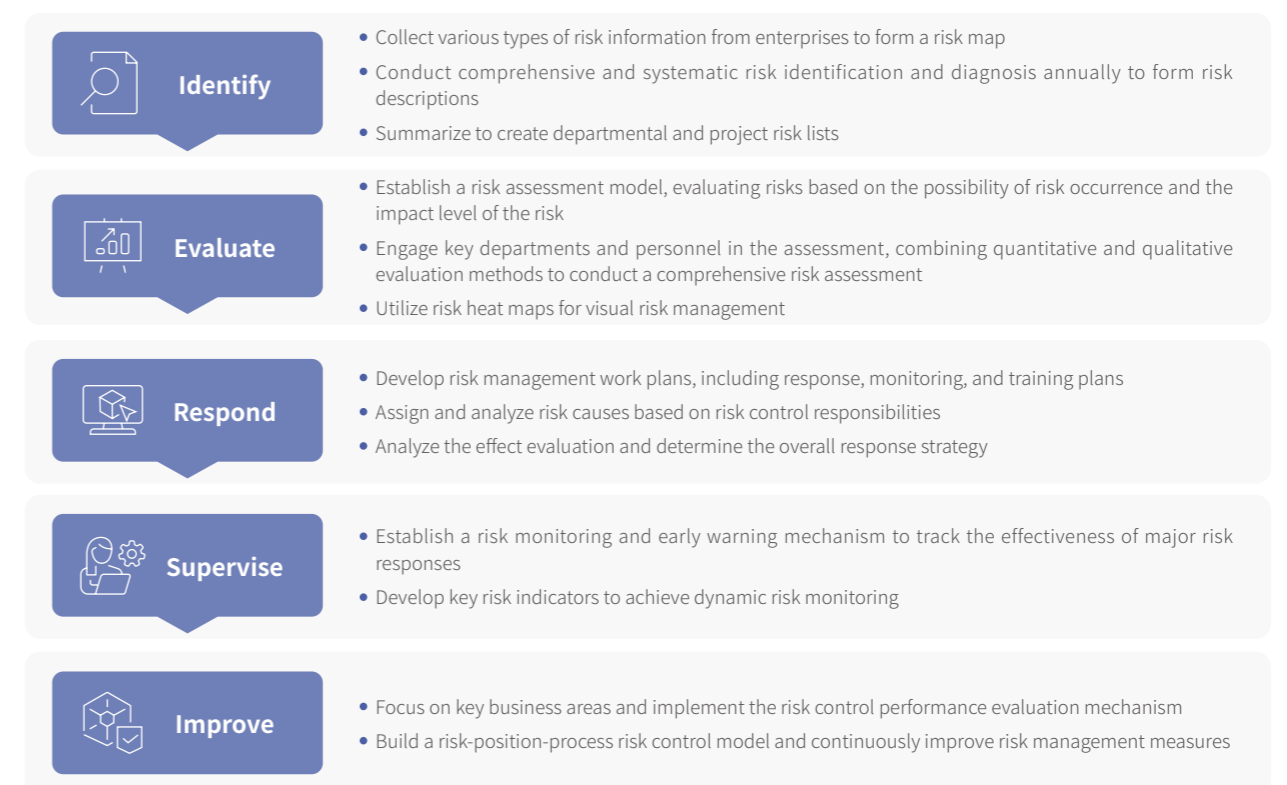 Identify
• Collect various types of risk information from enterprises to form a risk map
• Conduct comprehensive and systematic risk identification and diagnosis annually to form risk
descriptions
• Summarize to create departmental and project risk lists
Evaluate
• Establish a risk assessment model, evaluating risks based on the possibility of risk occurrence and the
impact level of the risk
• Engage key departments and personnel in the assessment, combining quantitative and qualitative
evaluation methods to conduct a comprehensive risk assessment
• Utilize risk heat maps for visual risk management
Respond
• Develop risk management work plans, including response, monitoring, and training plans
• Assign and analyze risk causes based on risk control responsibilities
• Analyze the effect evaluation and determine the overall response strategy
Supervise
• Establish a risk monitoring and early warning mechanism to track the effectiveness of major risk
responses
• Develop key risk indicators to achieve dynamic risk monitoring
Improve
• Focus on key business areas and implement the risk control performance evaluation mechanism
• Build a risk-position-process risk control model and continuously improve risk management measures